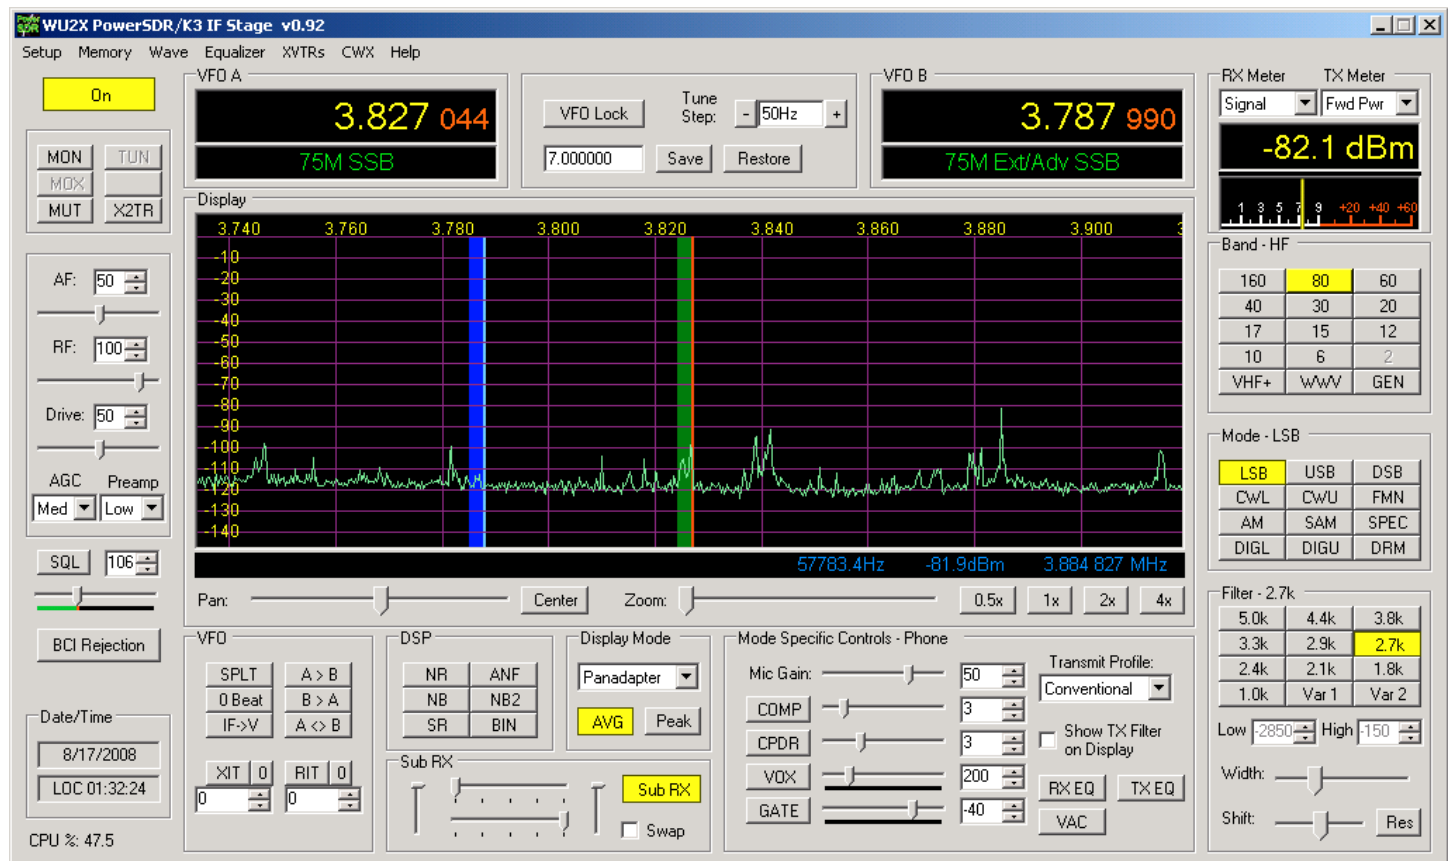 WU2X PowerSDR/K3 IF Stage v0.92
Setup Memory Wave Equalizer XVTRs CWX Help
On
MON TUN
MOX
MUT X2TR
AF: 50
RF: 100
Drive: 50
AGC Preamp
Med Low
SQL 106
BCI Rejection
Date/Time
8/17/2008
LOC 01:32:24
CPU %: 47.5
VFO A
3.827 044
75M SSB
VFO Lock Tune Step: - 50Hz +
7.000000 Save Restore
VFO B
3.787 990
75M Ext/Adv SSB
RX Meter TX Meter
Signal Fwd Pwr
-82.1 dBm
1 3 5 7 9 +20 +40 +60
Display
3.740 3.760 3.780 3.800 3.820 3.840 3.860 3.880 3.900 3
-10
-20
-30
-40
-50
-60
-70
-80
-90
-100
-110
-120
-130
-140
57783.4Hz -81.9dBm 3.884 827 MHz
Pan: Center Zoom: 0.5x 1x 2x 4x
VFO
SPLT A > B
0 Beat B > A
IF->V A <> B
XIT 0 RIT 0
0 0
DSP
NR ANF
NB NB2
SR BIN
Display Mode
Panadapter
AVG Peak
Sub RX
Sub RX
Swap
Mode Specific Controls - Phone
Mic Gain: 50
COMP 3
CPDR 3
VOX 200
GATE -40
Transmit Profile:
Conventional
Show TX Filter
on Display
RX EQ TX EQ
VAC
Band - HF
160 80 60
40 30 20
17 15 12
10 6 2
VHF+ WWV GEN
Mode - LSB
LSB USB DSB
CWL CWU FMN
AM SAM SPEC
DIGL DIGU DRM
Filter - 2.7k
5.0k 4.4k 3.8k
3.3k 2.9k 2.7k
2.4k 2.1k 1.8k
1.0k Var 1 Var 2
Low -2850 High -150
Width:
Shift: Res